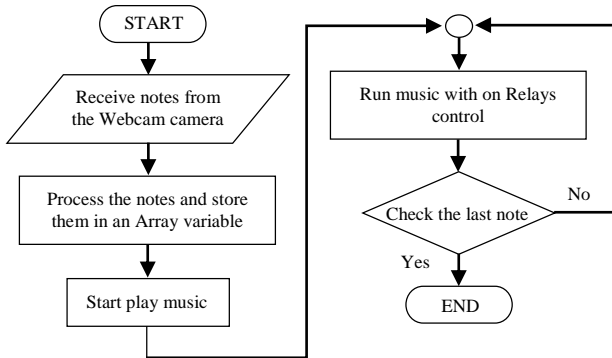 START
Receive notes from
the Webcam camera
Process the notes and store
them in an Array variable
Start play music
Run music with on Relays
control
Check the last note
No
Yes
END